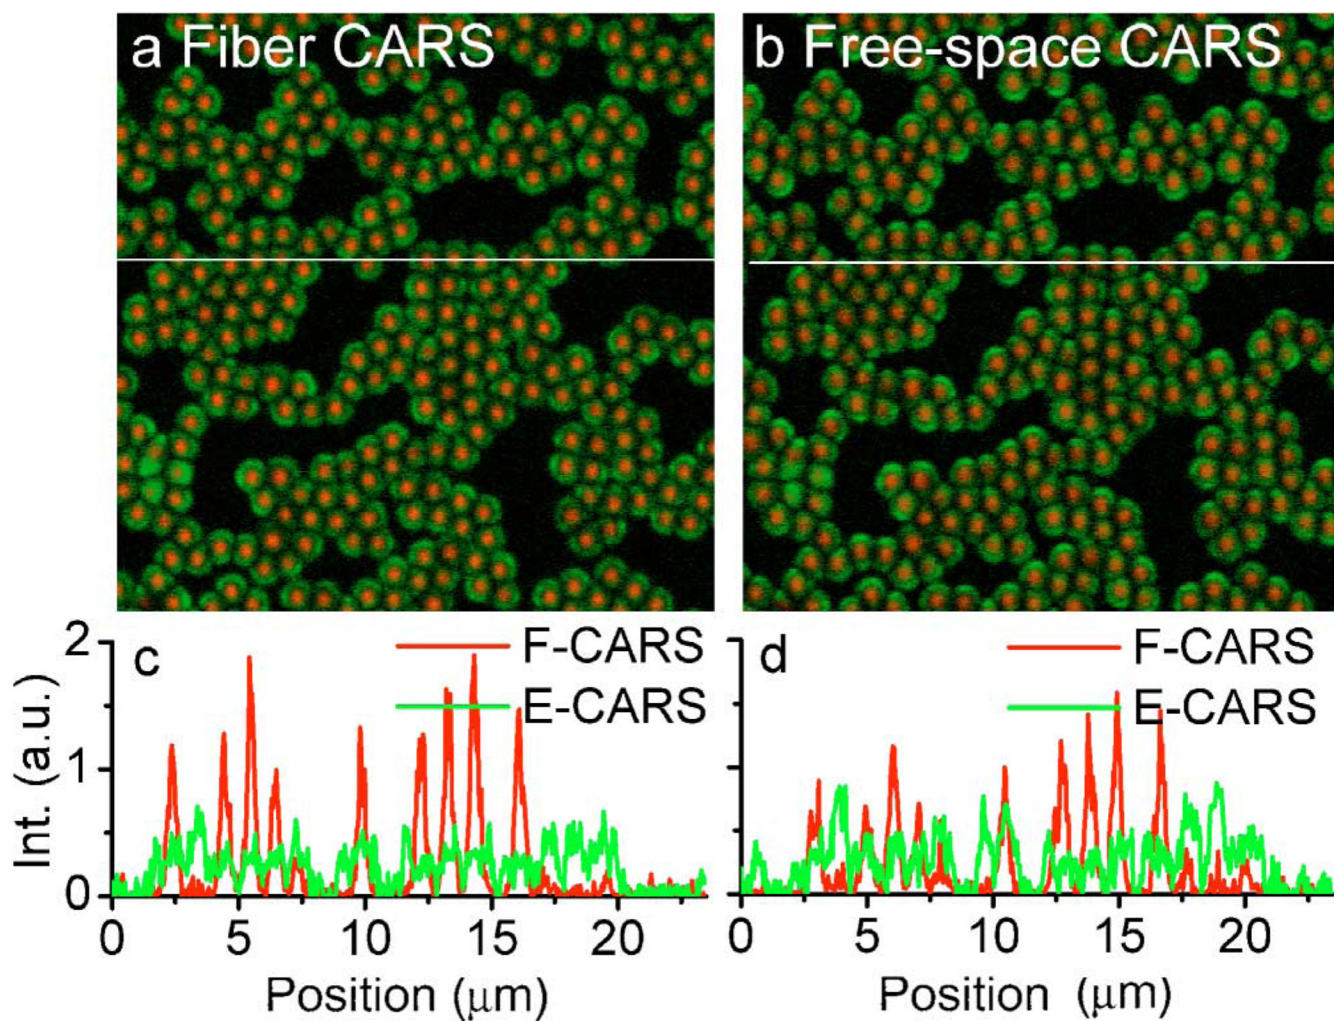 a Fiber CARS
b Free-space CARS
c
F-CARS
E-CARS
2
1
0
Int. (a.u.)
0 5 10 15 20
Position (μm)
d
F-CARS
E-CARS
0 5 10 15 20
Position (μm)